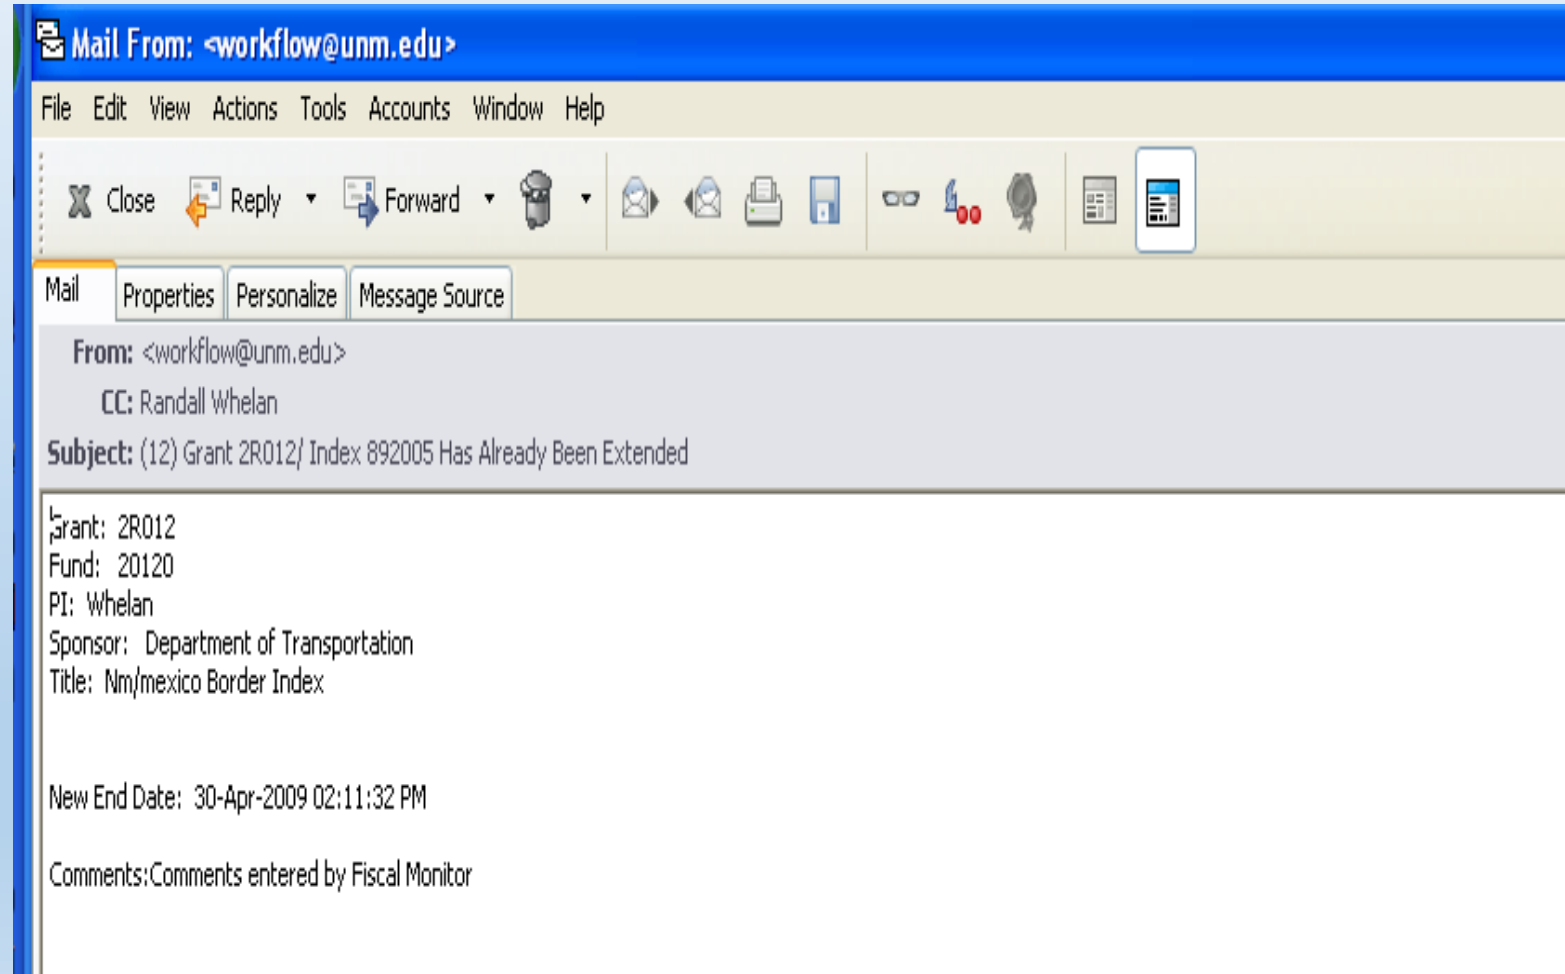 Mail From: <workflow@unm.edu>
File Edit View Actions Tools Accounts Window Help
Close Reply Forward
Mail Properties Personalize Message Source
From: <workflow@unm.edu>
CC: Randall Whelan
Subject: (12) Grant 2R012/ Index 892005 Has Already Been Extended
Grant: 2R012
Fund: 20120
PI: Whelan
Sponsor: Department of Transportation
Title: Nm/mexico Border Index
New End Date: 30-Apr-2009 02:11:32 PM
Comments:Comments entered by Fiscal Monitor